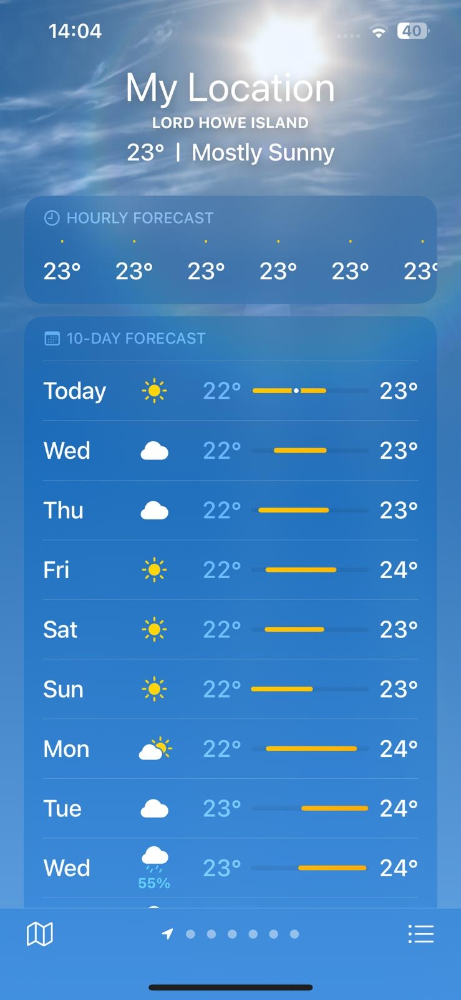 14:04
40
My Location
LORD HOWE ISLAND
23° | Mostly Sunny
HOURLY FORECAST
23° 23° 23° 23° 23° 23°
10-DAY FORECAST
Today 22° 23°
Wed 22° 23°
Thu 22° 23°
Fri 22° 24°
Sat 22° 23°
Sun 22° 23°
Mon 22° 24°
Tue 23° 24°
Wed 55% 23° 24°